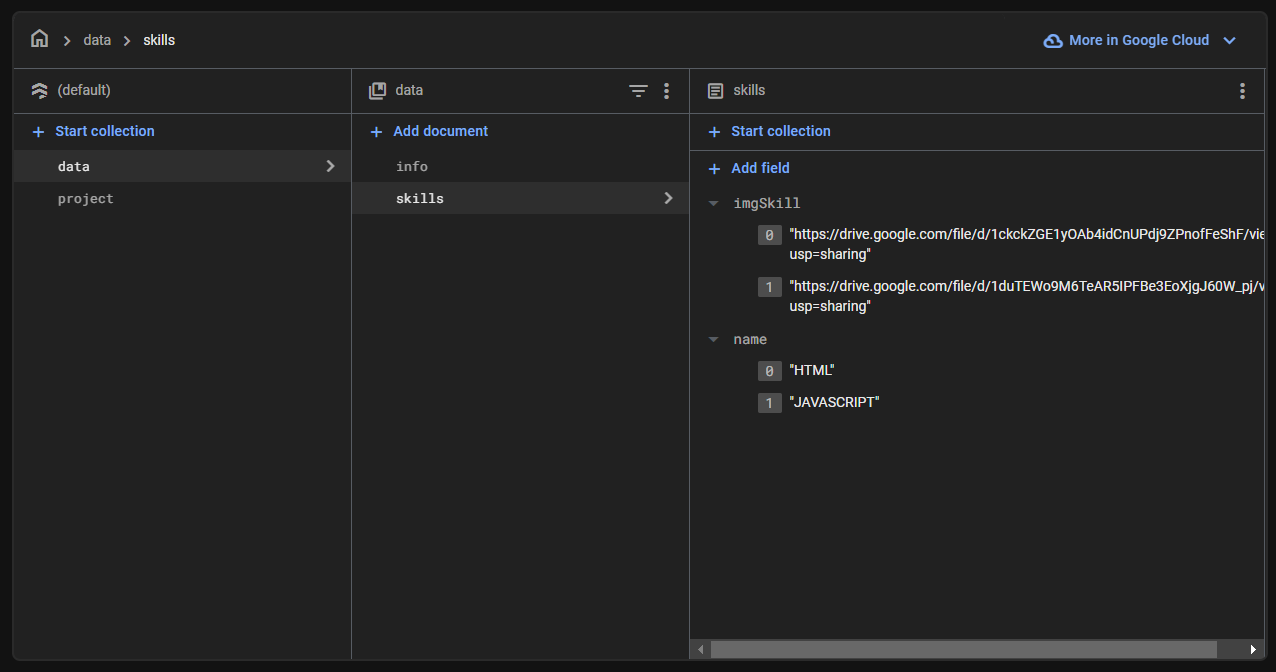 data > skills
More in Google Cloud
(default)
Start collection
data
project
data
Add document
info
skills
skills
Start collection
Add field
imgSkill
0 "https://drive.google.com/file/d/1ckckZGE1yOAb4idCnUPdj9ZPnofFeShF/vie
usp=sharing"
1 "https://drive.google.com/file/d/1duTEWo9M6TeAR5IPFBe3EoXjgJ60W_pj/v
usp=sharing"
name
0 "HTML"
1 "JAVASCRIPT"